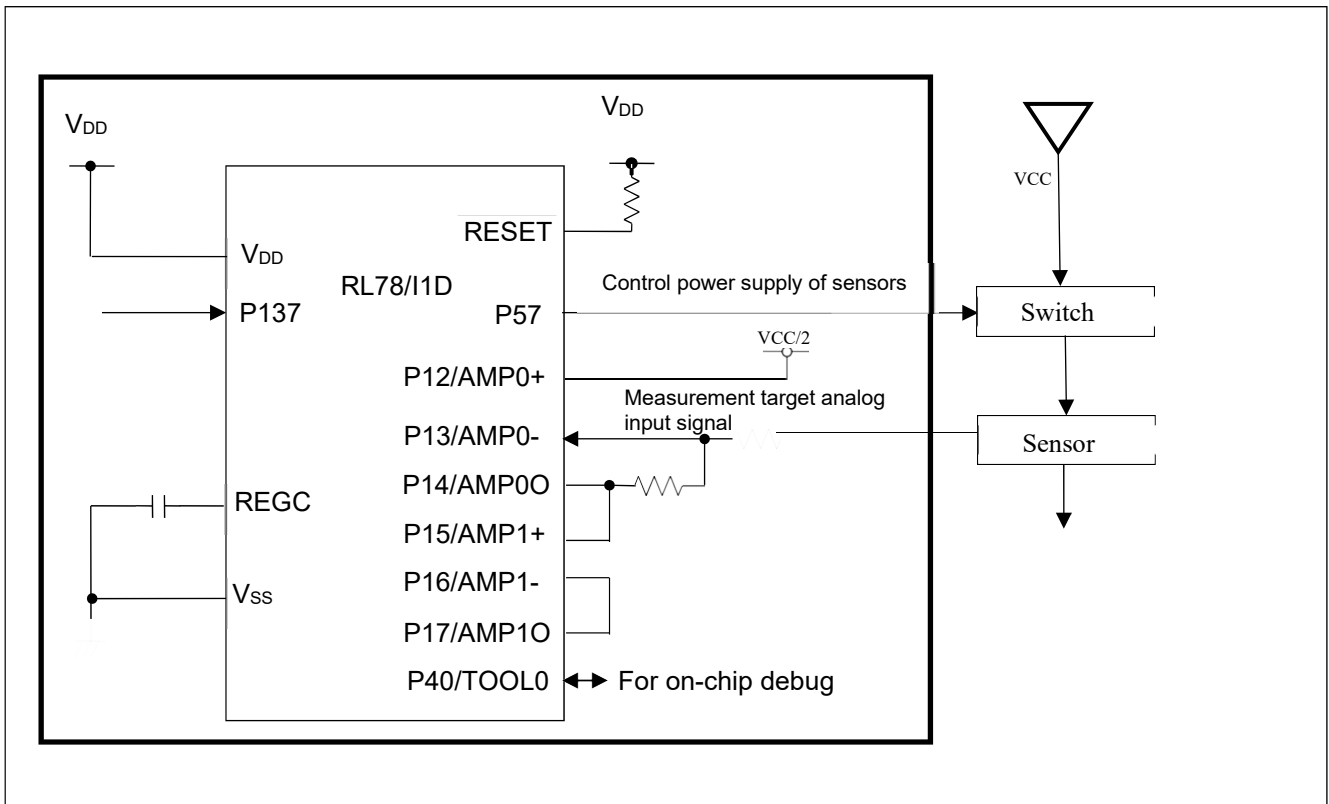 VDD
VDD
VCC
RESET
VDD
RL78/I1D
Control power supply of sensors
P137
P57
Switch
VCC/2
P12/AMP0+
Measurement target analog
input signal
P13/AMP0-
Sensor
P14/AMP0O
REGC
P15/AMP1+
P16/AMP1-
VSS
P17/AMP1O
P40/TOOL0
For on-chip debug